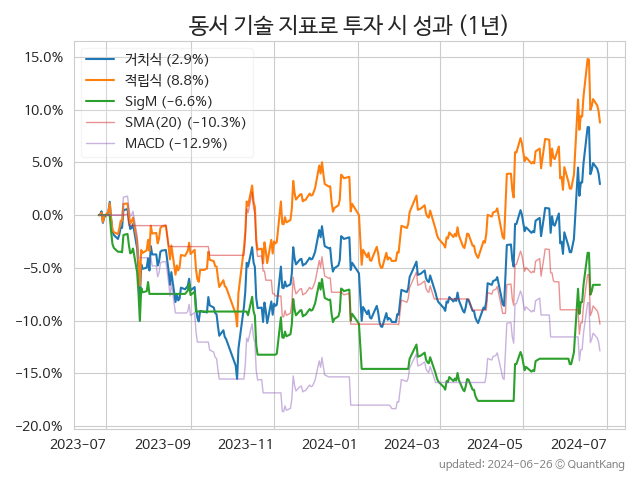 동서 기술 지표로 투자 시 성과 (1년)
거치식 (2.9%)
적립식 (8.8%)
SigM (−6.6%)
SMA(20) (−10.3%)
MACD (−12.9%)
15.0%
10.0%
5.0%
0.0%
−5.0%
−10.0%
−15.0%
−20.0%
2023−07 2023−09 2023−11 2024−01 2024−03 2024−05 2024−07
updated: 2024−06−26 ⓒ QuantKang